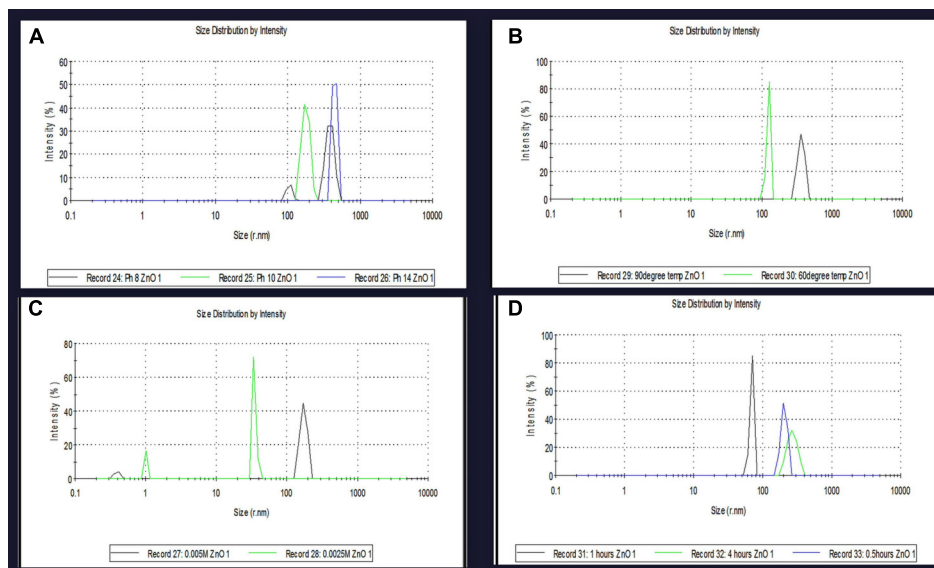 A
Size Distribution by Intensity
60
50
40
30
20
10
0
Intensity (%)
0.1 1 10 100 1000 10000
Size (r.nm)
Record 24: Ph 8 ZnO 1 Record 25: Ph 10 ZnO 1 Record 26: Ph 14 ZnO 1
B
Size Distribution by Intensity
100
80
60
40
20
0
Intensity (%)
0.1 1 10 100 1000 10000
Size (r.nm)
Record 29: 90degree temp ZnO 1 Record 30: 60degree temp ZnO 1
C
Size Distribution by Intensity
80
60
40
20
0
Intensity (%)
0.1 1 10 100 1000 10000
Size (r.nm)
Record 27: 0.005M ZnO 1 Record 28: 0.0025M ZnO 1
D
Size Distribution by Intensity
100
80
60
40
20
0
Intensity (%)
0.1 1 10 100 1000 10000
Size (r.nm)
Record 31: 1 hours ZnO 1 Record 32: 4 hours ZnO 1 Record 33: 0.5hours ZnO 1